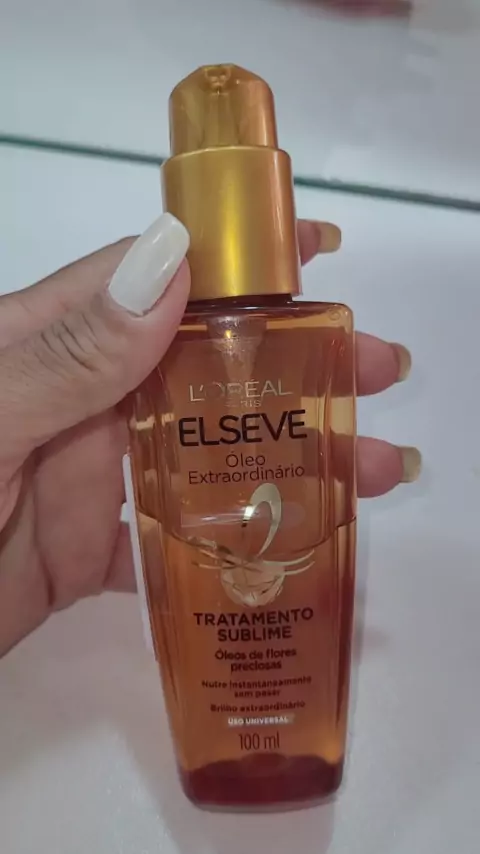 L'ORÉAL
PARIS
ELSEVE
Óleo
Extraordinário
TRATAMENTO
SUBLIME
Óleos de flores
preciosas
Nutre instantaneamente
sem pesar
Brilho extraordinário
USO UNIVERSAL
100 ml